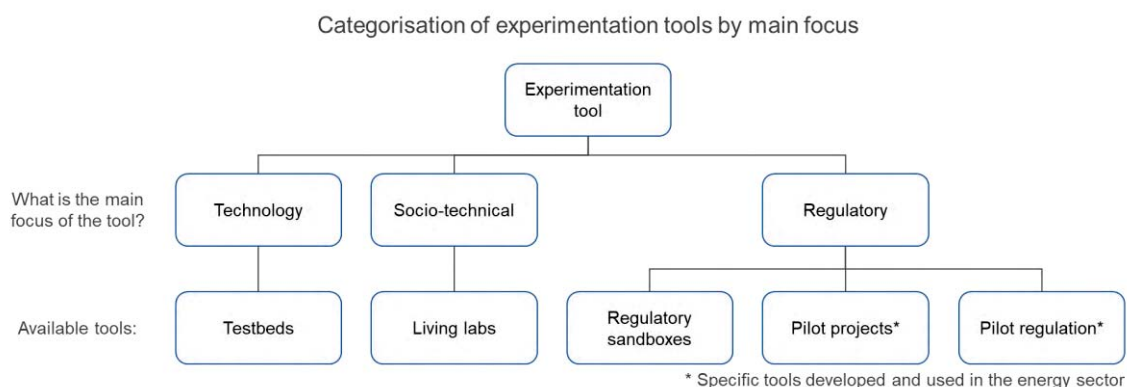 Categorisation of experimentation tools by main focus
Experimentation
tool
What is the main
focus of the tool?
Technology
Socio-technical
Regulatory
Available tools:
Testbeds
Living labs
Regulatory
sandboxes
Pilot projects*
Pilot regulation*
* Specific tools developed and used in the energy sector